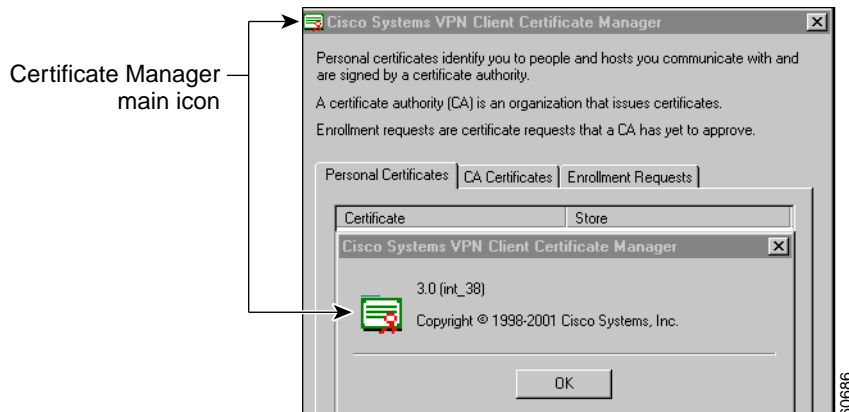 Cisco Systems VPN Client Certificate Manager
Personal certificates identify you to people and hosts you communicate with and
are signed by a certificate authority.
A certificate authority (CA) is an organization that issues certificates.
Enrollment requests are certificate requests that a CA has yet to approve.
Certificate Manager
main icon
Personal Certificates
CA Certificates
Enrollment Requests
Certificate
Store
Cisco Systems VPN Client Certificate Manager
3.0 (int_38)
Copyright © 1998-2001 Cisco Systems, Inc.
OK